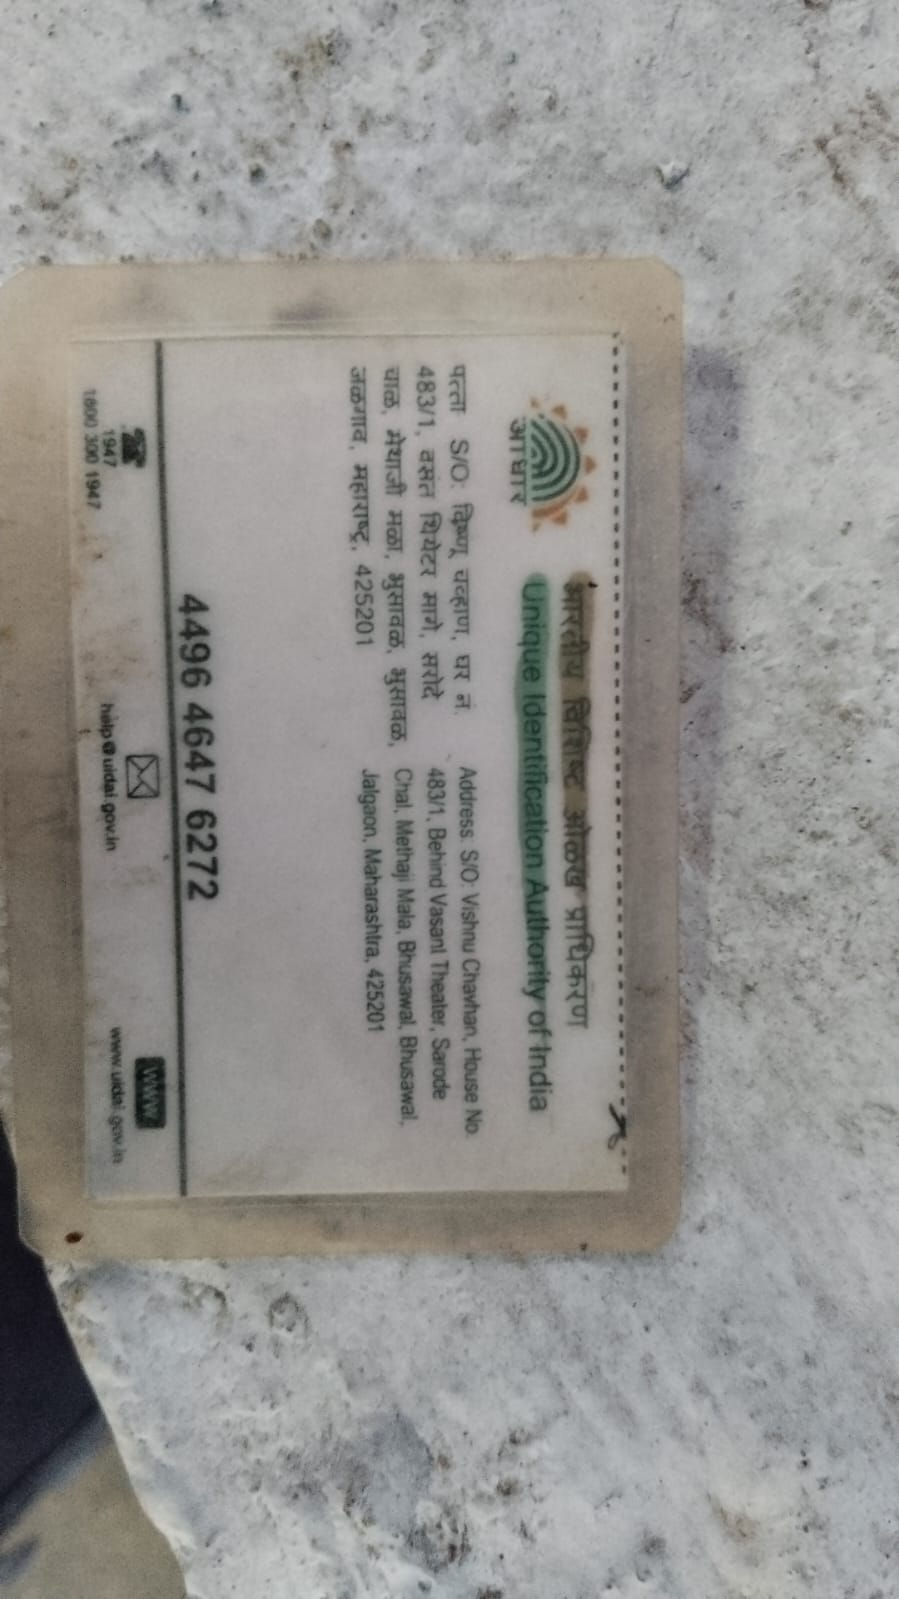 भारतीय विशिष्ट ओळख प्राधिकरण
Unique Identification Authority of India
आधार
पत्ता S/O: विष्णू चव्हाण, घर नं.
483/1, वसंत थियेटर मागे, सरोदे
चाळ, मेथाजी मळा, भुसावळ, भुसावळ,
जळगाव, महाराष्ट्र, 425201
Address: S/O: Vishnu Chavhan, House No.
483/1, Behind Vasant Theater, Sarode
Chal, Methaji Mala, Bhusawal, Bhusawal,
Jalgaon, Maharashtra, 425201
4496 4647 6272
1947
1800 300 1947
help@uidai.gov.in
www
www.uidai.gov.in